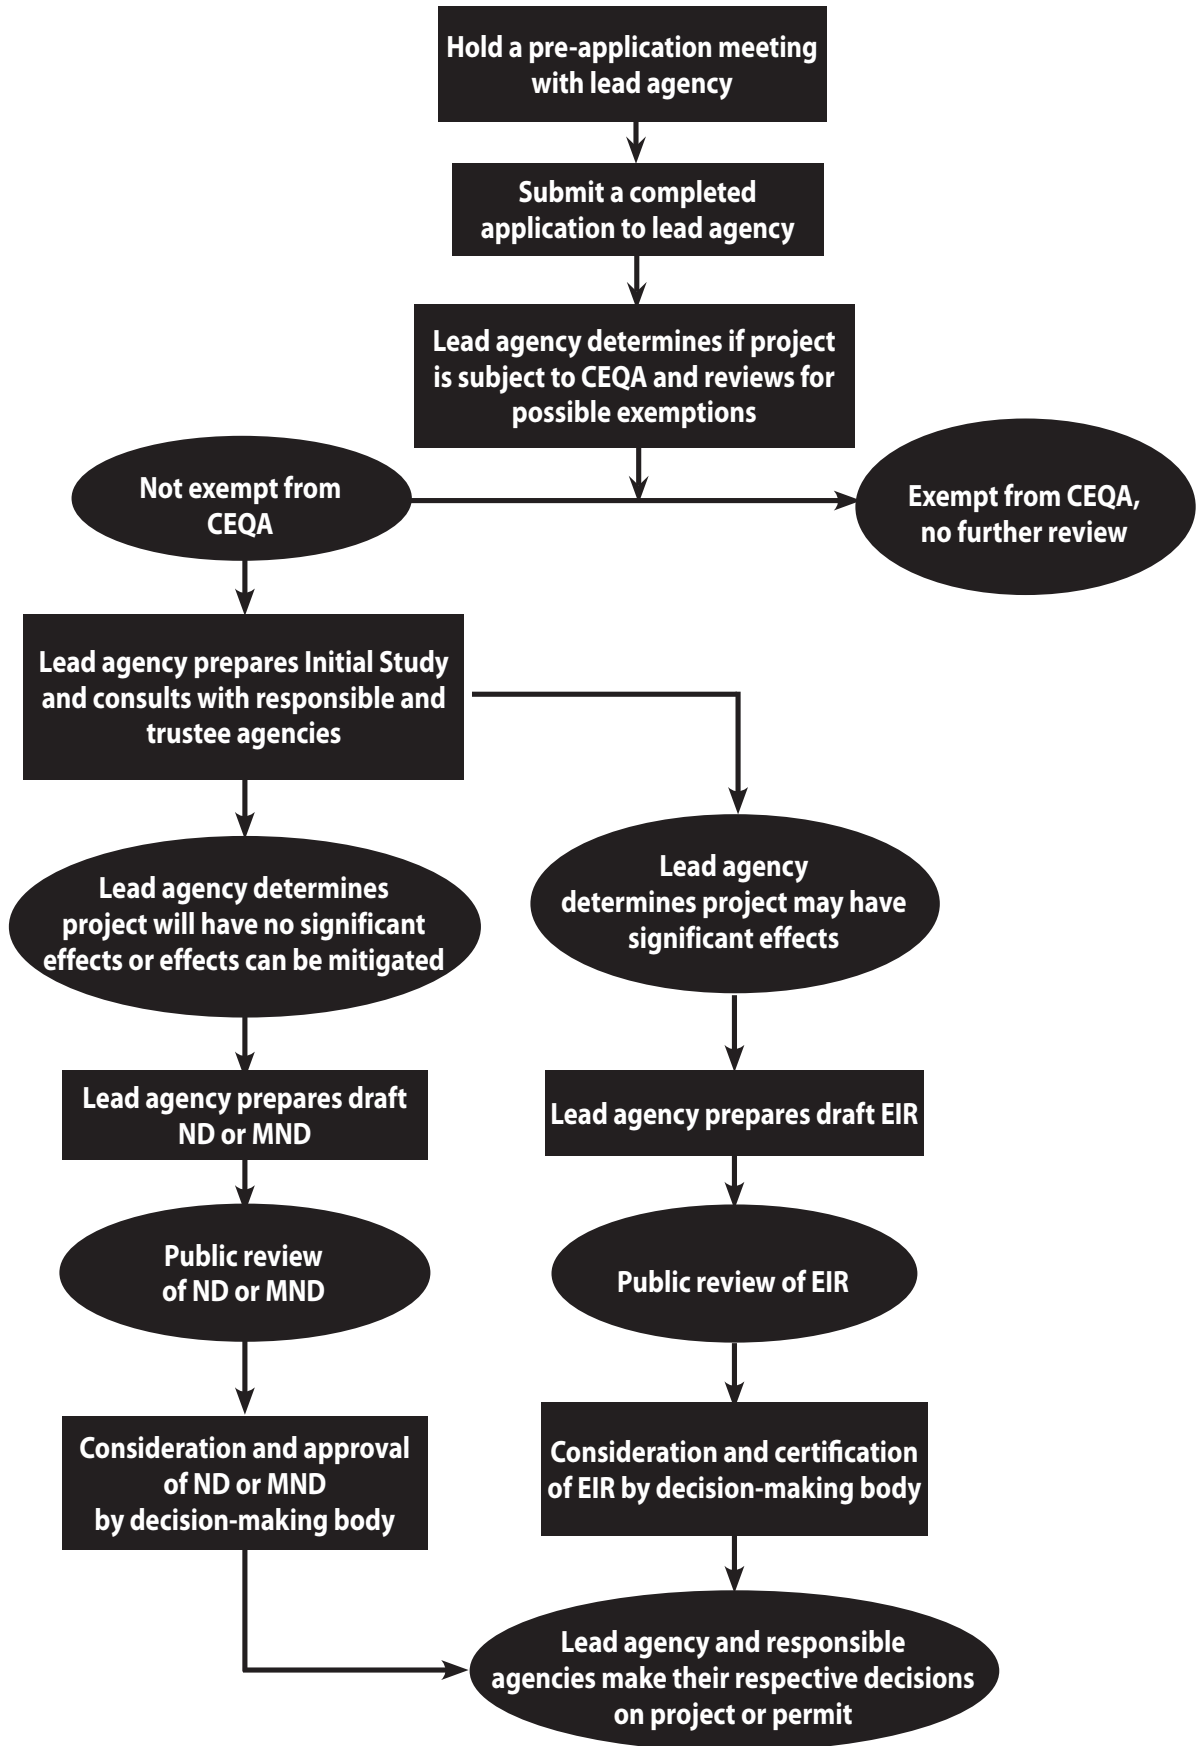 Hold a pre-application meeting
with lead agency
Submit a completed
application to lead agency
Lead agency determines if project
is subject to CEQA and reviews for
possible exemptions
Not exempt from
CEQA
Exempt from CEQA,
no further review
Lead agency prepares Initial Study
and consults with responsible and
trustee agencies
Lead agency determines
project will have no significant
effects or effects can be mitigated
Lead agency
determines project may have
significant effects
Lead agency prepares draft
ND or MND
Lead agency prepares draft EIR
Public review
of ND or MND
Public review of EIR
Consideration and approval
of ND or MND
by decision-making body
Consideration and certification
of EIR by decision-making body
Lead agency and responsible
agencies make their respective decisions
on project or permit